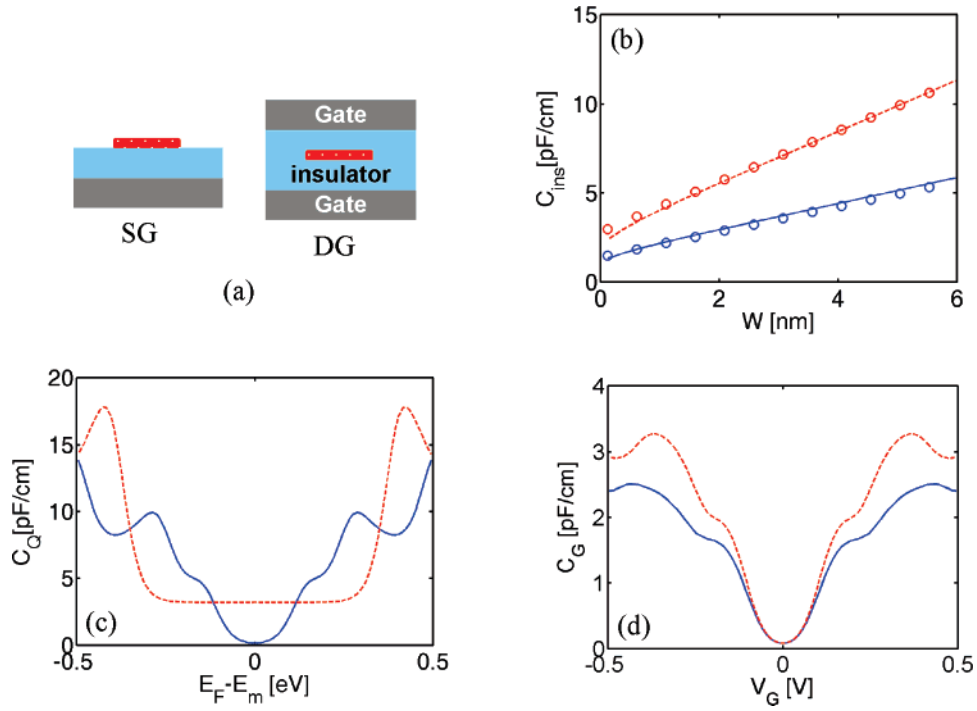 (a)
Gate
insulator
Gate
SG
DG
(b)
15
10
5
0
C_ins[pF/cm]
0
2
4
6
W [nm]
(c)
20
15
10
5
0
C_Q[pF/cm]
-0.5
0
0.5
E_F-E_m [eV]
(d)
4
3
2
1
0
C_G [pF/cm]
-0.5
0
0.5
V_G [V]